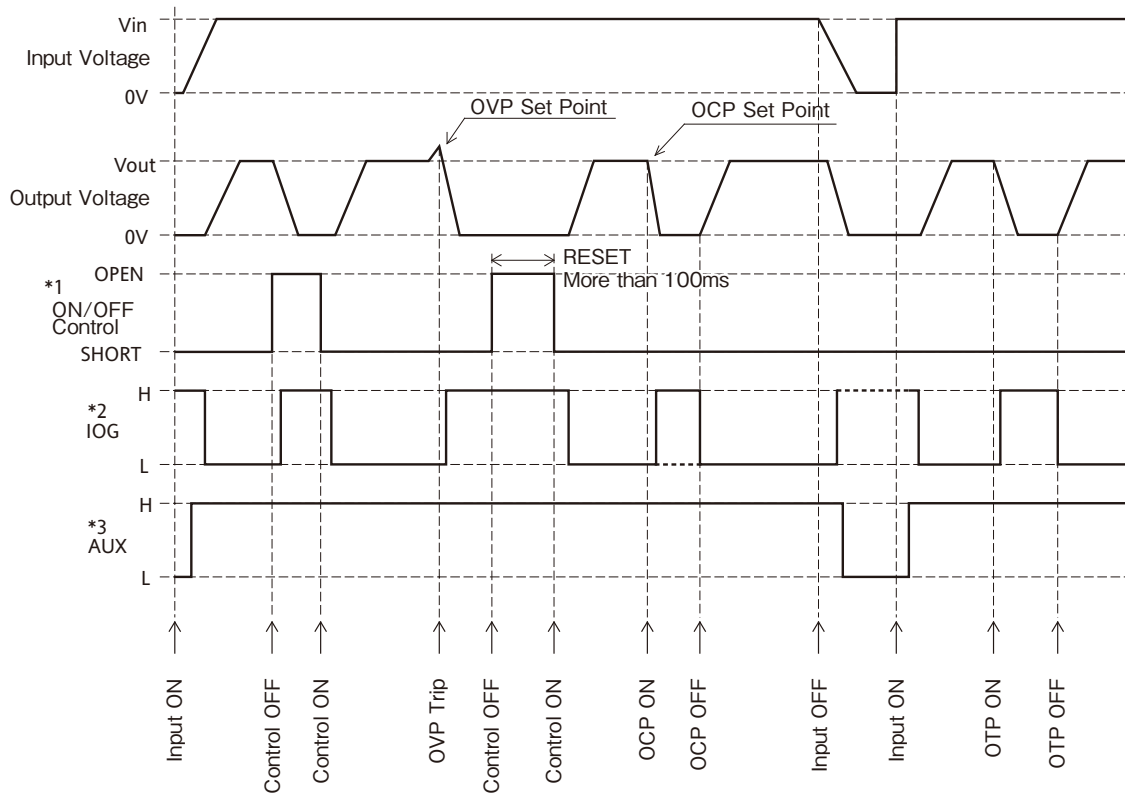 Vin
Input Voltage
0V
OVP Set Point
OCP Set Point
Vout
Output Voltage
0V
RESET
More than 100ms
OPEN
*1
ON/OFF
Control
SHORT
H
*2
IOG
L
H
*3
AUX
L
Input ON
Control OFF
Control ON
OVP Trip
Control OFF
Control ON
OCP ON
OCP OFF
Input OFF
Input ON
OTP ON
OTP OFF